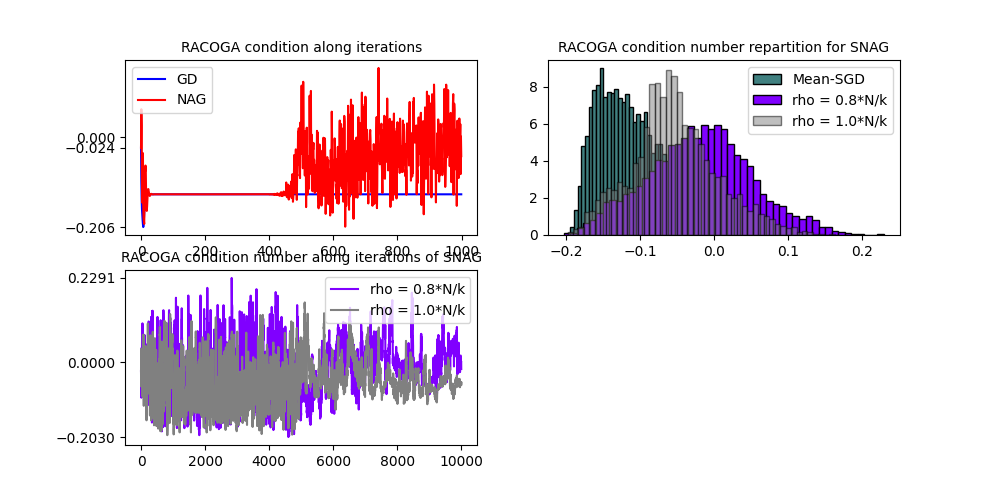 RACOGA condition along iterations
GD
NAG
0.000
−0.024
−0.206
0
200
400
600
800
1000
RACOGA condition number repartition for SNAG
Mean-SGD
rho = 0.8*N/k
rho = 1.0*N/k
8
6
4
2
0
−0.2
−0.1
0.0
0.1
0.2
RACOGA condition number along iterations of SNAG
rho = 0.8*N/k
rho = 1.0*N/k
0.2291
0.0000
−0.2030
0
2000
4000
6000
8000
10000